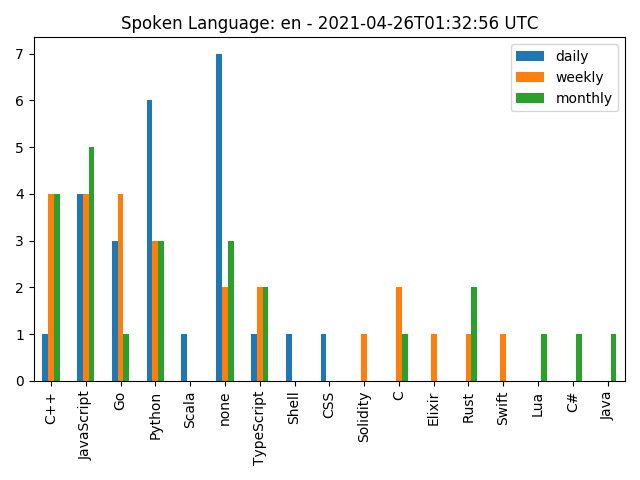 Spoken Language: en - 2021-04-26T01:32:56 UTC
daily
weekly
monthly
7
6
5
4
3
2
1
0
C++
JavaScript
Go
Python
Scala
none
TypeScript
Shell
CSS
Solidity
C
Elixir
Rust
Swift
Lua
C#
Java